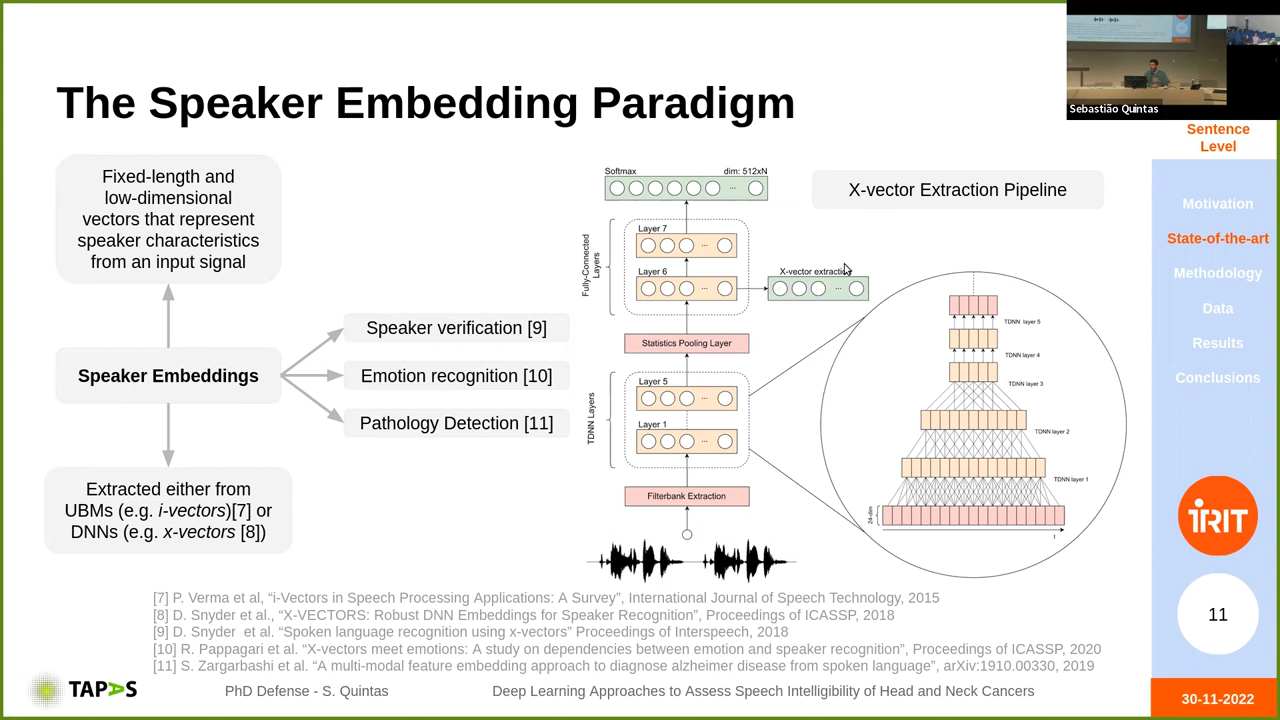 The Speaker Embedding Paradigm
Sebastião Quintas
Sentence
Level
Motivation
State-of-the-art
Methodology
Data
Results
Conclusions
Fixed-length and
low-dimensional
vectors that represent
speaker characteristics
from an input signal
Speaker Embeddings
Speaker verification [9]
Emotion recognition [10]
Pathology Detection [11]
Extracted either from
UBMs (e.g. i-vectors)[7] or
DNNs (e.g. x-vectors [8])
X-vector Extraction Pipeline
Softmax
dim: 512xN
...
Fully-Connected
Layers
Layer 7
...
Layer 6
...
X-vector extraction
...
Statistics Pooling Layer
TDNN Layers
Layer 5
...
Layer 1
...
Filterbank Extraction
TDNN layer 5
TDNN layer 4
TDNN layer 3
TDNN layer 2
TDNN layer 1
24-dim
t
[7] P. Verma et al, “i-Vectors in Speech Processing Applications: A Survey”, International Journal of Speech Technology, 2015
[8] D. Snyder et al., “X-VECTORS: Robust DNN Embeddings for Speaker Recognition”, Proceedings of ICASSP, 2018
[9] D. Snyder et al. “Spoken language recognition using x-vectors” Proceedings of Interspeech, 2018
[10] R. Pappagari et al. “X-vectors meet emotions: A study on dependencies between emotion and speaker recognition”, Proceedings of ICASSP, 2020
[11] S. Zargarbashi et al. “A multi-modal feature embedding approach to diagnose alzheimer disease from spoken language”, arXiv:1910.00330, 2019
iRIT
11
TAPAS
PhD Defense - S. Quintas
Deep Learning Approaches to Assess Speech Intelligibility of Head and Neck Cancers
30-11-2022